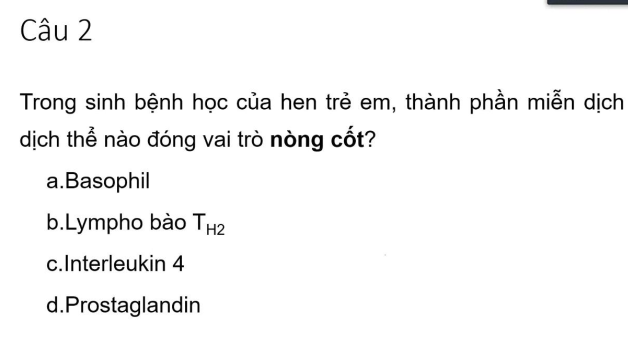 Câu 2
Trong sinh bệnh học của hen trẻ em, thành phần miễn dịch
dịch thể nào đóng vai trò nòng cốt?
a.Basophil
b.Lympho bào TH2
c.Interleukin 4
d.Prostaglandin